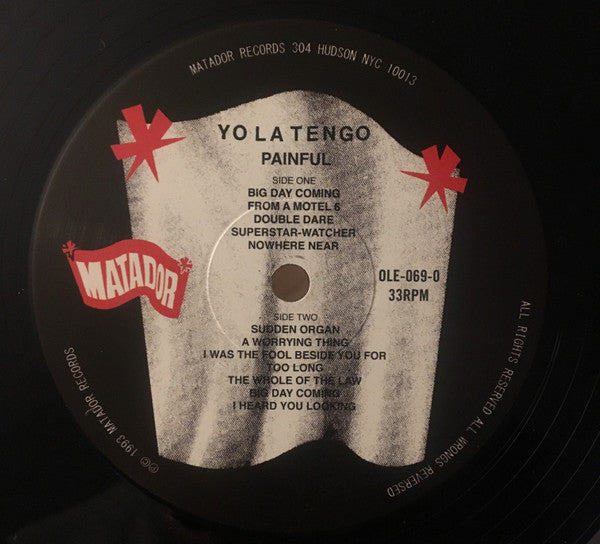 MATADOR RECORDS 304 HUDSON NYC 10013
YO LA TENGO
PAINFUL
SIDE ONE
BIG DAY COMING
FROM A MOTEL 6
DOUBLE DARE
SUPERSTAR-WATCHER
NOWHERE NEAR
MATADOR
OLE-069-0
33RPM
SIDE TWO
SUDDEN ORGAN
A WORRYING THING
I WAS THE FOOL BESIDE YOU FOR
TOO LONG
THE WHOLE OF THE LAW
BIG DAY COMING
I HEARD YOU LOOKING
ALL RIGHTS RESERVED ALL WRONGS REVERSED
℗© 1993 MATADOR RECORDS